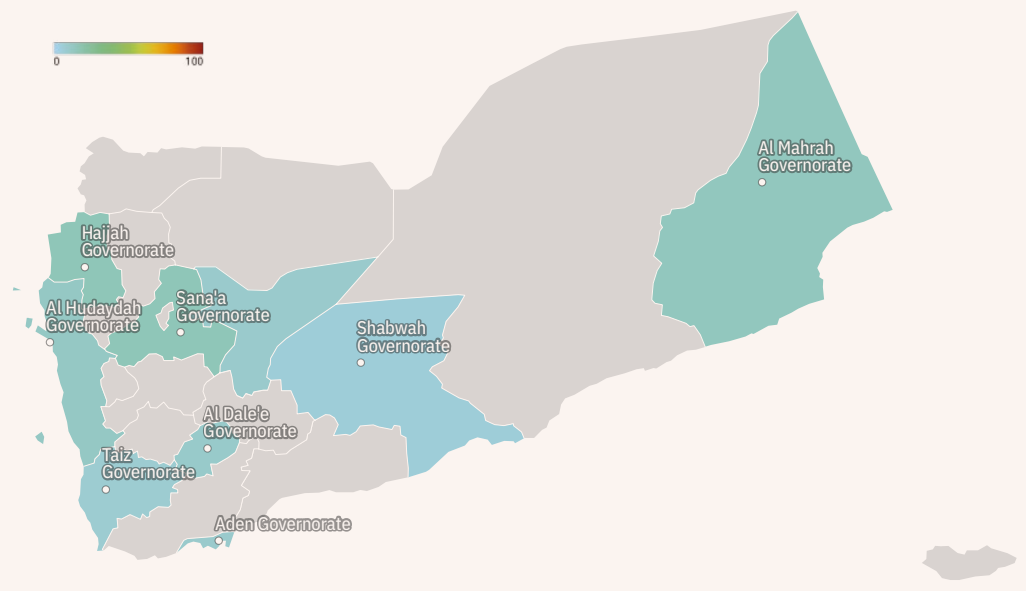 0 100
Al Mahrah
Governorate
Hajjah
Governorate
Sana'a
Governorate
Al Hudaydah
Governorate
Shabwah
Governorate
Al Dale'e
Governorate
Taiz
Governorate
Aden Governorate